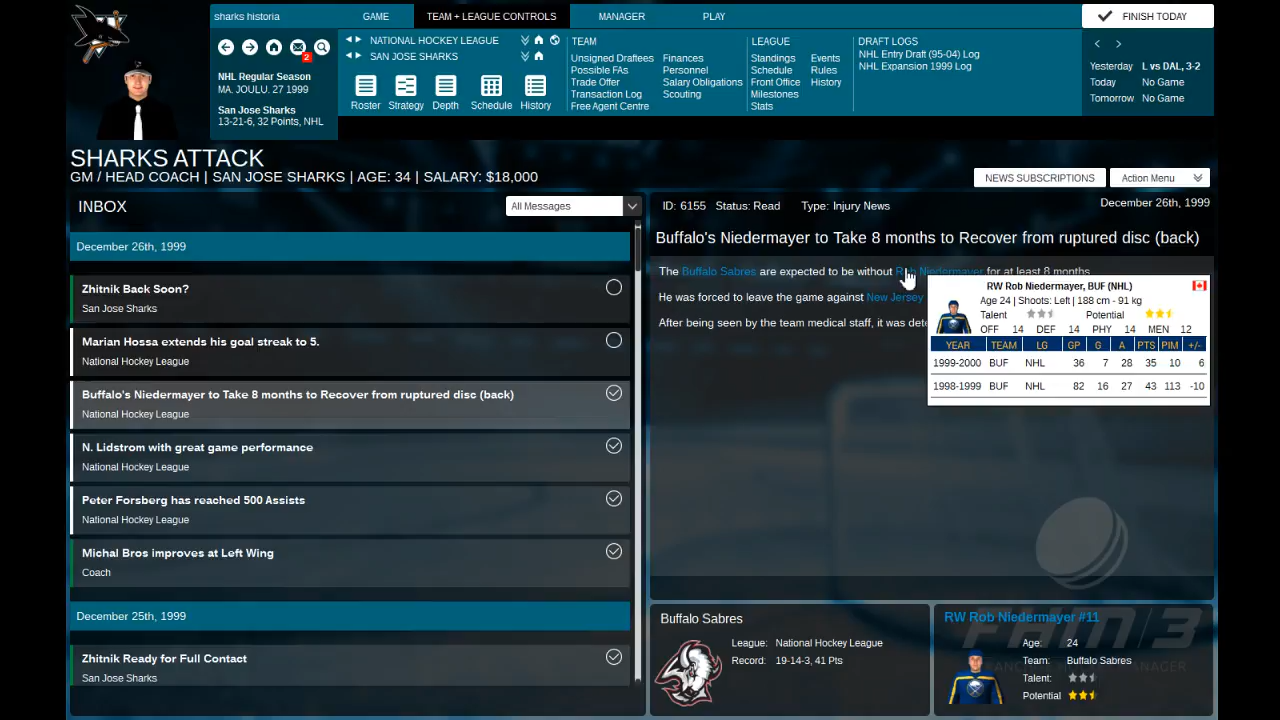 sharks historia
GAME
TEAM + LEAGUE CONTROLS
MANAGER
PLAY
FINISH TODAY
NATIONAL HOCKEY LEAGUE
SAN JOSE SHARKS
2
NHL Regular Season
MA. JOULU. 27 1999
San Jose Sharks
13-21-6, 32 Points, NHL
Roster
Strategy
Depth
Schedule
History
TEAM
Unsigned Draftees
Finances
Possible FAs
Personnel
Trade Offer
Salary Obligations
Transaction Log
Scouting
Free Agent Centre
LEAGUE
Standings
Events
Schedule
Rules
Front Office
History
Milestones
Stats
DRAFT LOGS
NHL Entry Draft (95-04) Log
NHL Expansion 1999 Log
Yesterday L vs DAL, 3-2
Today No Game
Tomorrow No Game
SHARKS ATTACK
GM / HEAD COACH | SAN JOSE SHARKS | AGE: 34 | SALARY: $18,000
NEWS SUBSCRIPTIONS
Action Menu
INBOX
All Messages
December 26th, 1999
Zhitnik Back Soon?
San Jose Sharks
Marian Hossa extends his goal streak to 5.
National Hockey League
Buffalo's Niedermayer to Take 8 months to Recover from ruptured disc (back)
National Hockey League
N. Lidstrom with great game performance
National Hockey League
Peter Forsberg has reached 500 Assists
National Hockey League
Michal Bros improves at Left Wing
Coach
December 25th, 1999
Zhitnik Ready for Full Contact
San Jose Sharks
ID: 6155 Status: Read Type: Injury News
December 26th, 1999
Buffalo's Niedermayer to Take 8 months to Recover from ruptured disc (back)
The Buffalo Sabres are expected to be without Rob Niedermayer for at least 8 months.
He was forced to leave the game against New Jersey
After being seen by the team medical staff, it was dete
RW Rob Niedermayer, BUF (NHL)
Age 24 | Shoots: Left | 188 cm - 91 kg
Talent Potential
OFF 14 DEF 14 PHY 14 MEN 12
YEAR TEAM LG GP G A PTS PIM +/-
1999-2000 BUF NHL 36 7 28 35 10 6
1998-1999 BUF NHL 82 16 27 43 113 -10
Buffalo Sabres
League: National Hockey League
Record: 19-14-3, 41 Pts
RW Rob Niedermayer #11
Age: 24
Team: Buffalo Sabres
Talent:
Potential
FHM/3